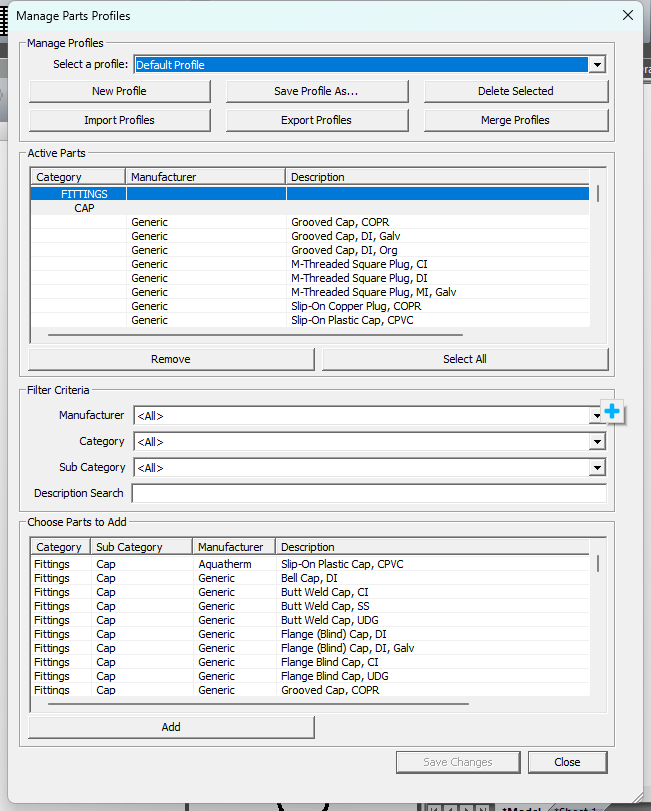 Manage Parts Profiles
Manage Profiles
Select a profile: Default Profile
New Profile Save Profile As... Delete Selected
Import Profiles Export Profiles Merge Profiles
Active Parts
Category Manufacturer Description
FITTINGS
CAP
Generic Grooved Cap, COPR
Generic Grooved Cap, DI, Galv
Generic Grooved Cap, DI, Org
Generic M-Threaded Square Plug, CI
Generic M-Threaded Square Plug, DI
Generic M-Threaded Square Plug, MI, Galv
Generic Slip-On Copper Plug, COPR
Generic Slip-On Plastic Cap, CPVC
Remove Select All
Filter Criteria
Manufacturer <All>
Category <All>
Sub Category <All>
Description Search
Choose Parts to Add
Category Sub Category Manufacturer Description
Fittings Cap Aquatherm Slip-On Plastic Cap, CPVC
Fittings Cap Generic Bell Cap, DI
Fittings Cap Generic Butt Weld Cap, CI
Fittings Cap Generic Butt Weld Cap, SS
Fittings Cap Generic Butt Weld Cap, UDG
Fittings Cap Generic Flange (Blind) Cap, DI
Fittings Cap Generic Flange (Blind) Cap, DI, Galv
Fittings Cap Generic Flange Blind Cap, CI
Fittings Cap Generic Flange Blind Cap, UDG
Fittings Cap Generic Grooved Cap, COPR
Add
Save Changes Close